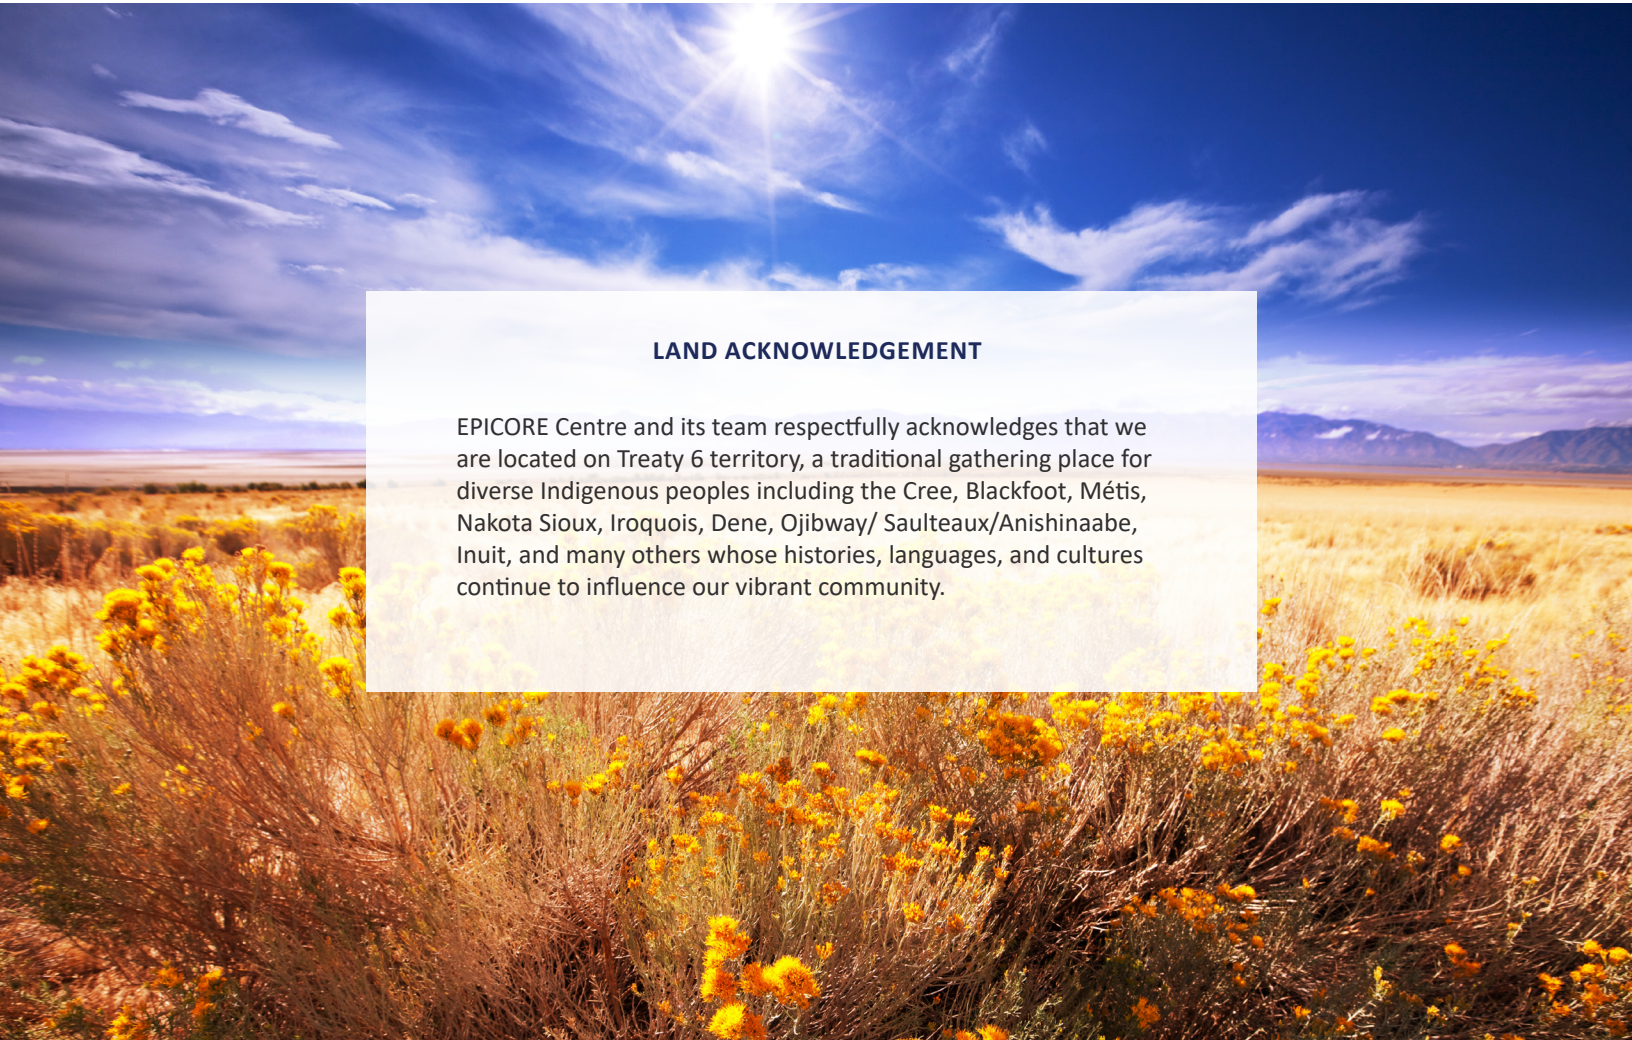 LAND ACKNOWLEDGEMENT
EPICORE Centre and its team respectfully acknowledges that we
are located on Treaty 6 territory, a traditional gathering place for
diverse Indigenous peoples including the Cree, Blackfoot, Métis,
Nakota Sioux, Iroquois, Dene, Ojibway/ Saulteaux/Anishinaabe,
Inuit, and many others whose histories, languages, and cultures
continue to influence our vibrant community.